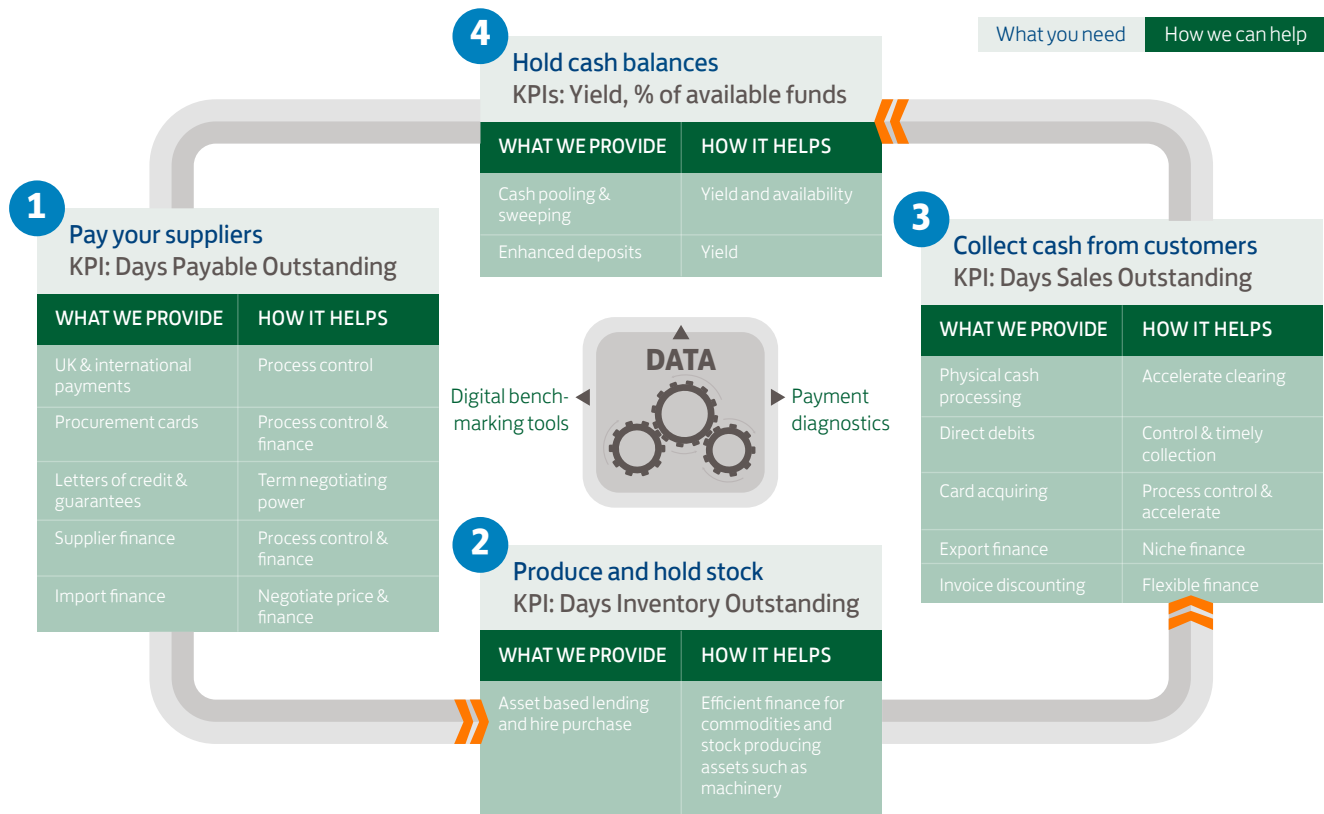 What you need
How we can help
4
Hold cash balances
KPIs: Yield, % of available funds
WHAT WE PROVIDE
HOW IT HELPS
Cash pooling &
sweeping
Yield and availability
Enhanced deposits
Yield
1
Pay your suppliers
KPI: Days Payable Outstanding
WHAT WE PROVIDE
HOW IT HELPS
UK & international
payments
Process control
Procurement cards
Process control &
finance
Letters of credit &
guarantees
Term negotiating
power
Supplier finance
Process control &
finance
Import finance
Negotiate price &
finance
DATA
Digital bench-
marking tools
Payment
diagnostics
2
Produce and hold stock
KPI: Days Inventory Outstanding
WHAT WE PROVIDE
HOW IT HELPS
Asset based lending
and hire purchase
Efficient finance for
commodities and
stock producing
assets such as
machinery
3
Collect cash from customers
KPI: Days Sales Outstanding
WHAT WE PROVIDE
HOW IT HELPS
Physical cash
processing
Accelerate clearing
Direct debits
Control & timely
collection
Card acquiring
Process control &
accelerate
Export finance
Niche finance
Invoice discounting
Flexible finance